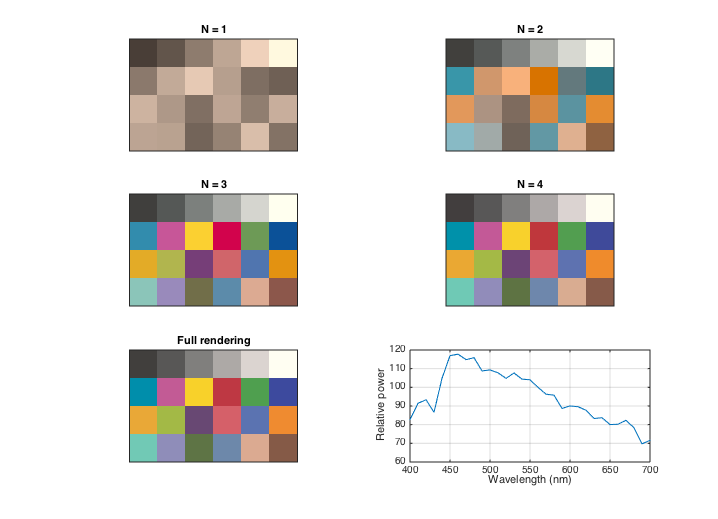 N = 1
N = 2
N = 3
N = 4
Full rendering
120
110
100
90
80
70
60
Relative power
400 450 500 550 600 650 700
Wavelength (nm)